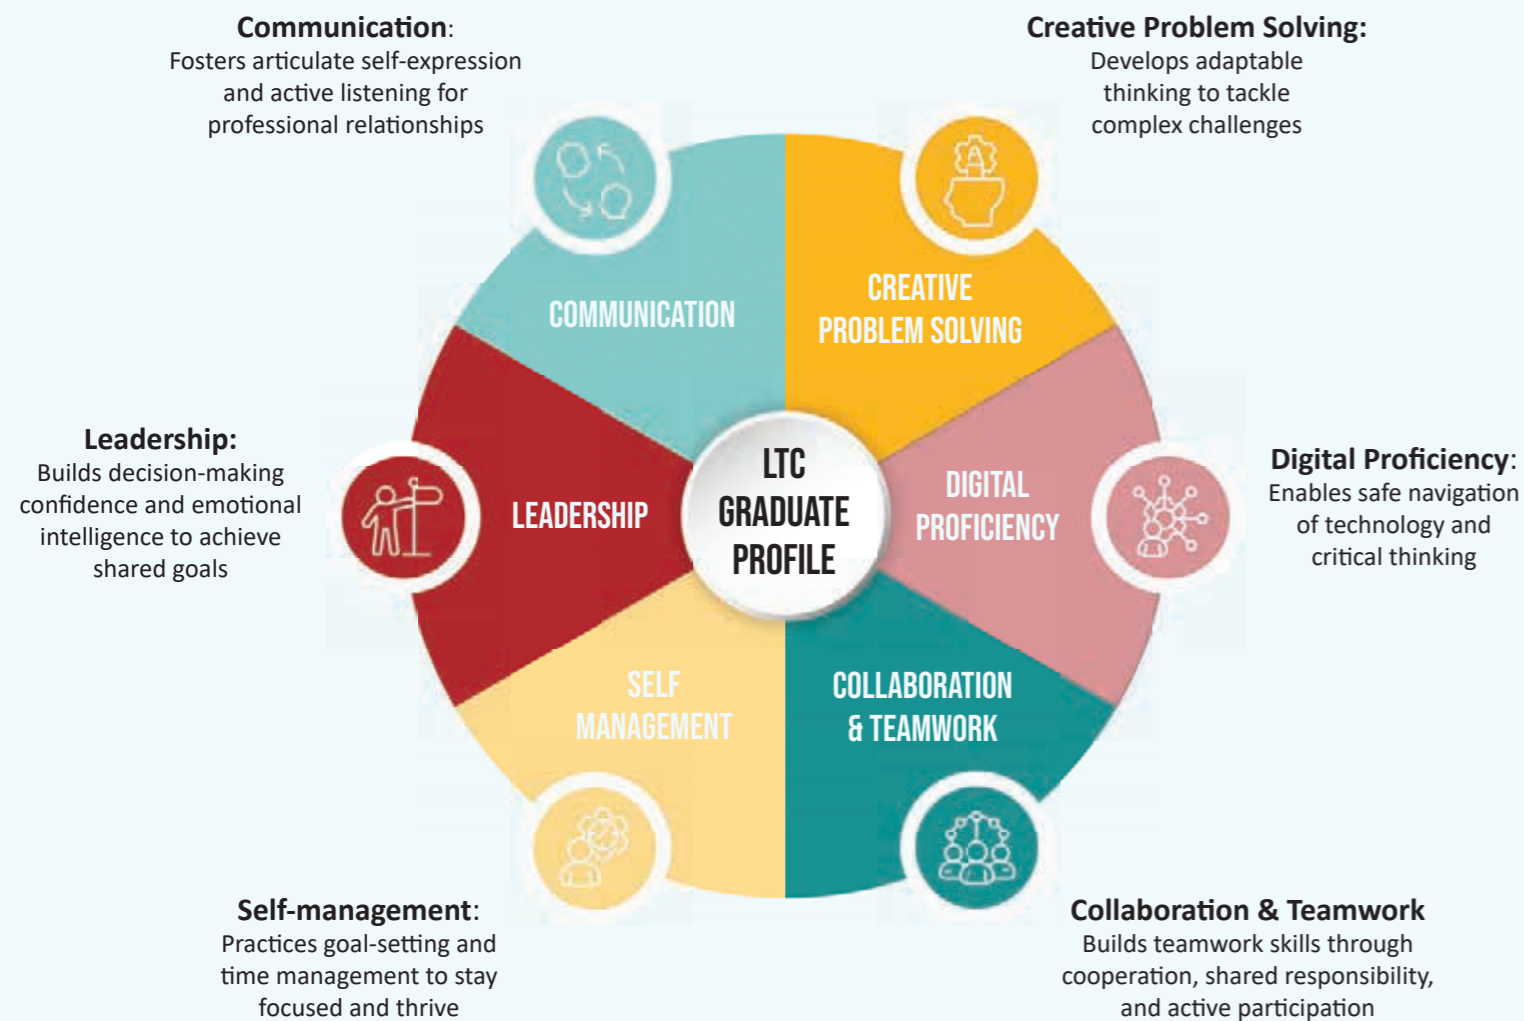 Communication:
Fosters articulate self-expression
and active listening for
professional relationships
Creative Problem Solving:
Develops adaptable
thinking to tackle
complex challenges
COMMUNICATION
CREATIVE
PROBLEM SOLVING
Leadership:
Builds decision-making
confidence and emotional
intelligence to achieve
shared goals
LEADERSHIP
LTC
GRADUATE
PROFILE
DIGITAL
PROFICIENCY
Digital Proficiency:
Enables safe navigation
of technology and
critical thinking
SELF
MANAGEMENT
COLLABORATION
& TEAMWORK
Self-management:
Practices goal-setting and
time management to stay
focused and thrive
Collaboration & Teamwork
Builds teamwork skills through
cooperation, shared responsibility,
and active participation